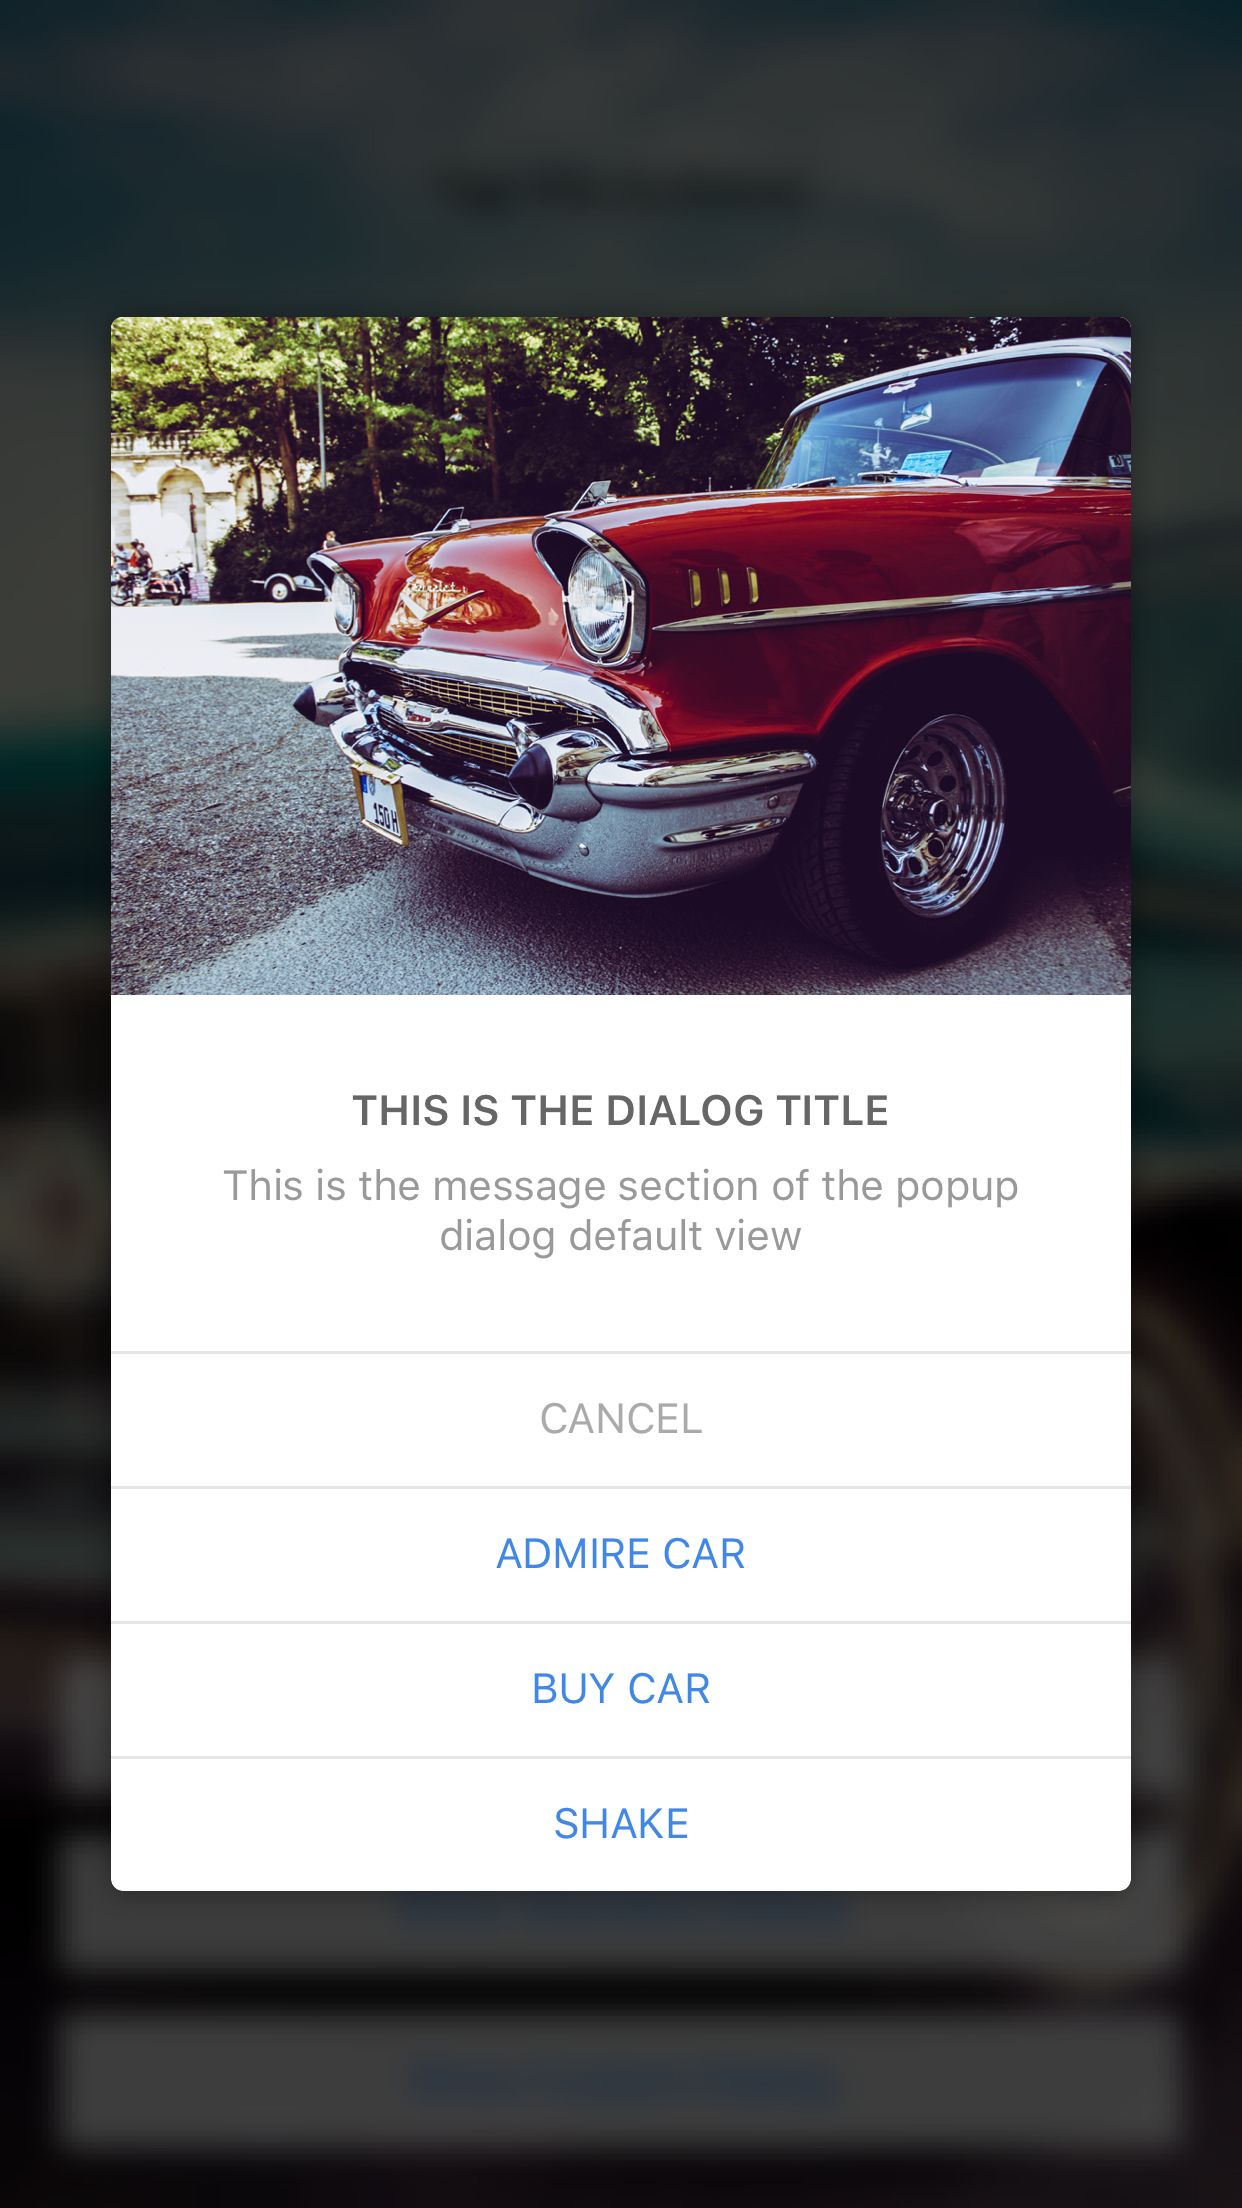 150H
THIS IS THE DIALOG TITLE
This is the message section of the popup
dialog default view
CANCEL
ADMIRE CAR
BUY CAR
SHAKE